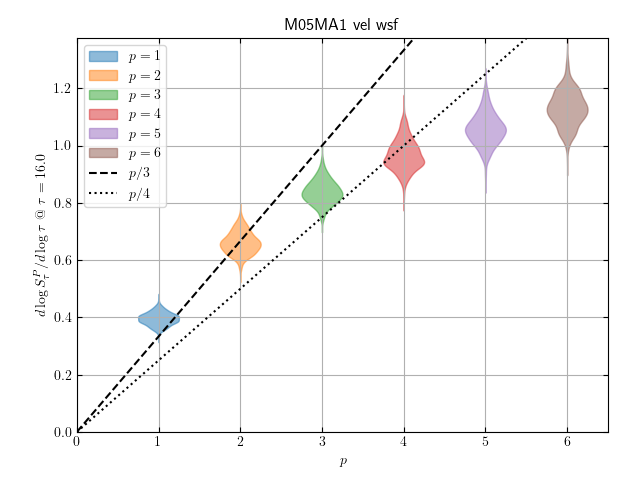 M05MA1 vel wsf
p = 1
p = 2
p = 3
p = 4
p = 5
p = 6
p/3
p/4
d log S_τ^P / d log τ @ τ = 16.0
1.2
1.0
0.8
0.6
0.4
0.2
0.0
0 1 2 3 4 5 6
p